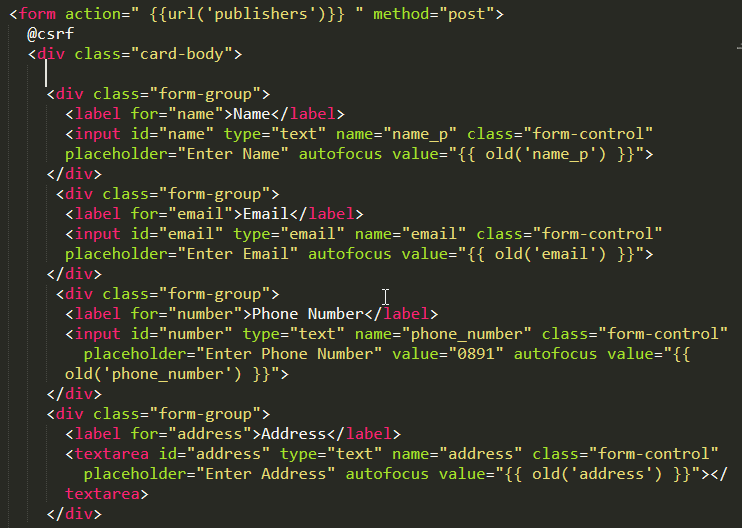 <form action=" {{url('publishers')}} " method="post">
@csrf
<div class="card-body">
<div class="form-group">
<label for="name">Name</label>
<input id="name" type="text" name="name_p" class="form-control"
placeholder="Enter Name" autofocus value="{{ old('name_p') }}">
</div>
<div class="form-group">
<label for="email">Email</label>
<input id="email" type="email" name="email" class="form-control"
placeholder="Enter Email" autofocus value="{{ old('email') }}">
</div>
<div class="form-group">
<label for="number">Phone Number</label>
<input id="number" type="text" name="phone_number" class="form-control"
placeholder="Enter Phone Number" value="0891" autofocus value="{{
old('phone_number') }}">
</div>
<div class="form-group">
<label for="address">Address</label>
<textarea id="address" type="text" name="address" class="form-control"
placeholder="Enter Address" autofocus value="{{ old('address') }}"></
textarea>
</div>